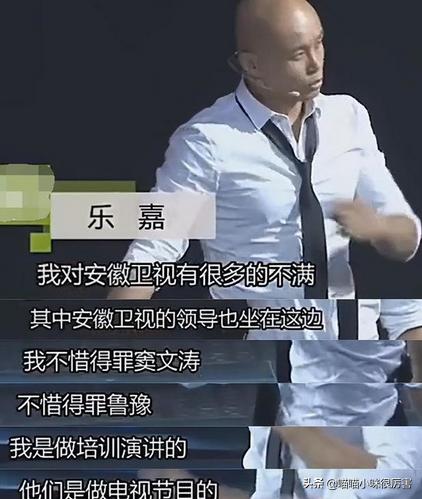 乐嘉
我对安徽卫视有很多的不满
其中安徽卫视的领导也坐在这边
我不惜得罪窦文涛
不惜得罪鲁豫
我是做培训演讲的
他们是做电视节目的
头条@喵喵小咪很厉害